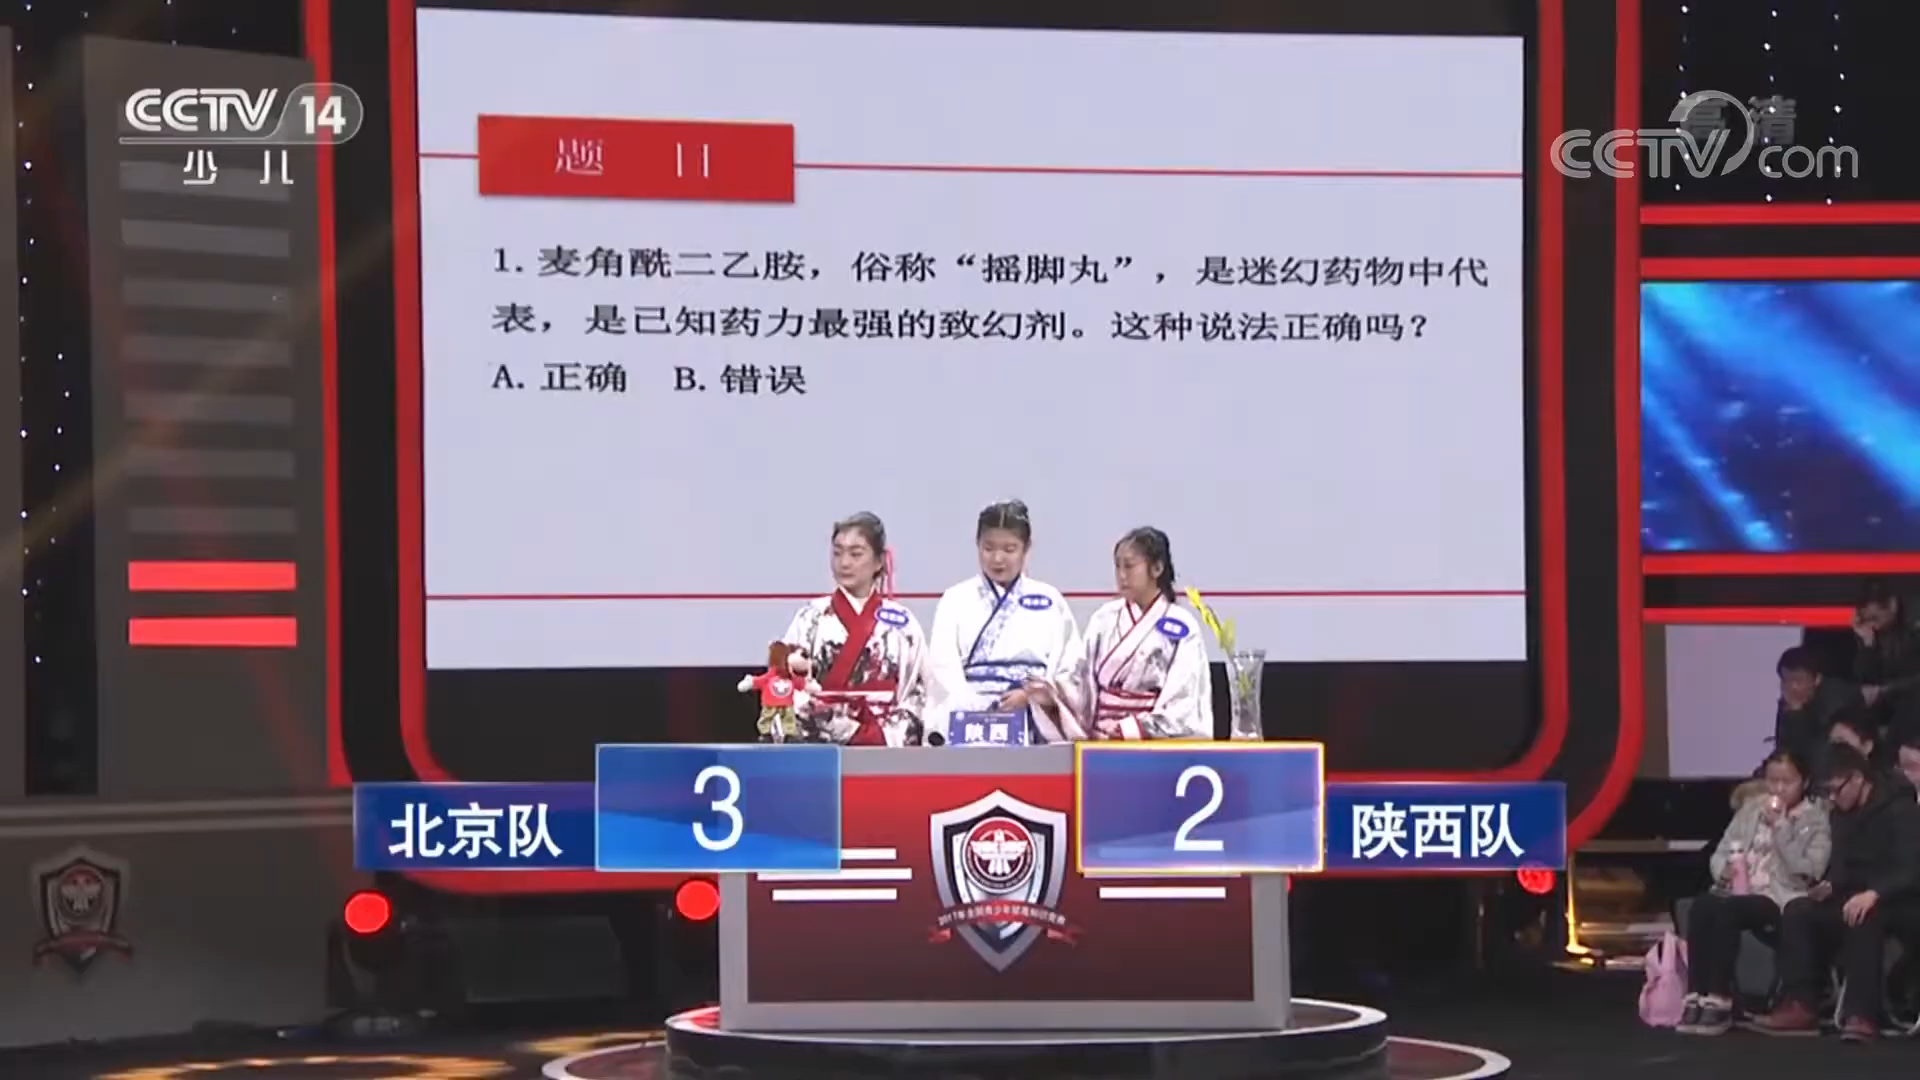 CCTV 14
少儿
高清
CCTV.com
题 目
1. 麦角酰二乙胺，俗称“摇脚丸”，是迷幻药物中代
表，是已知药力最强的致幻剂。这种说法正确吗？
A. 正确 B. 错误
陕西
北京队 3
2 陕西队